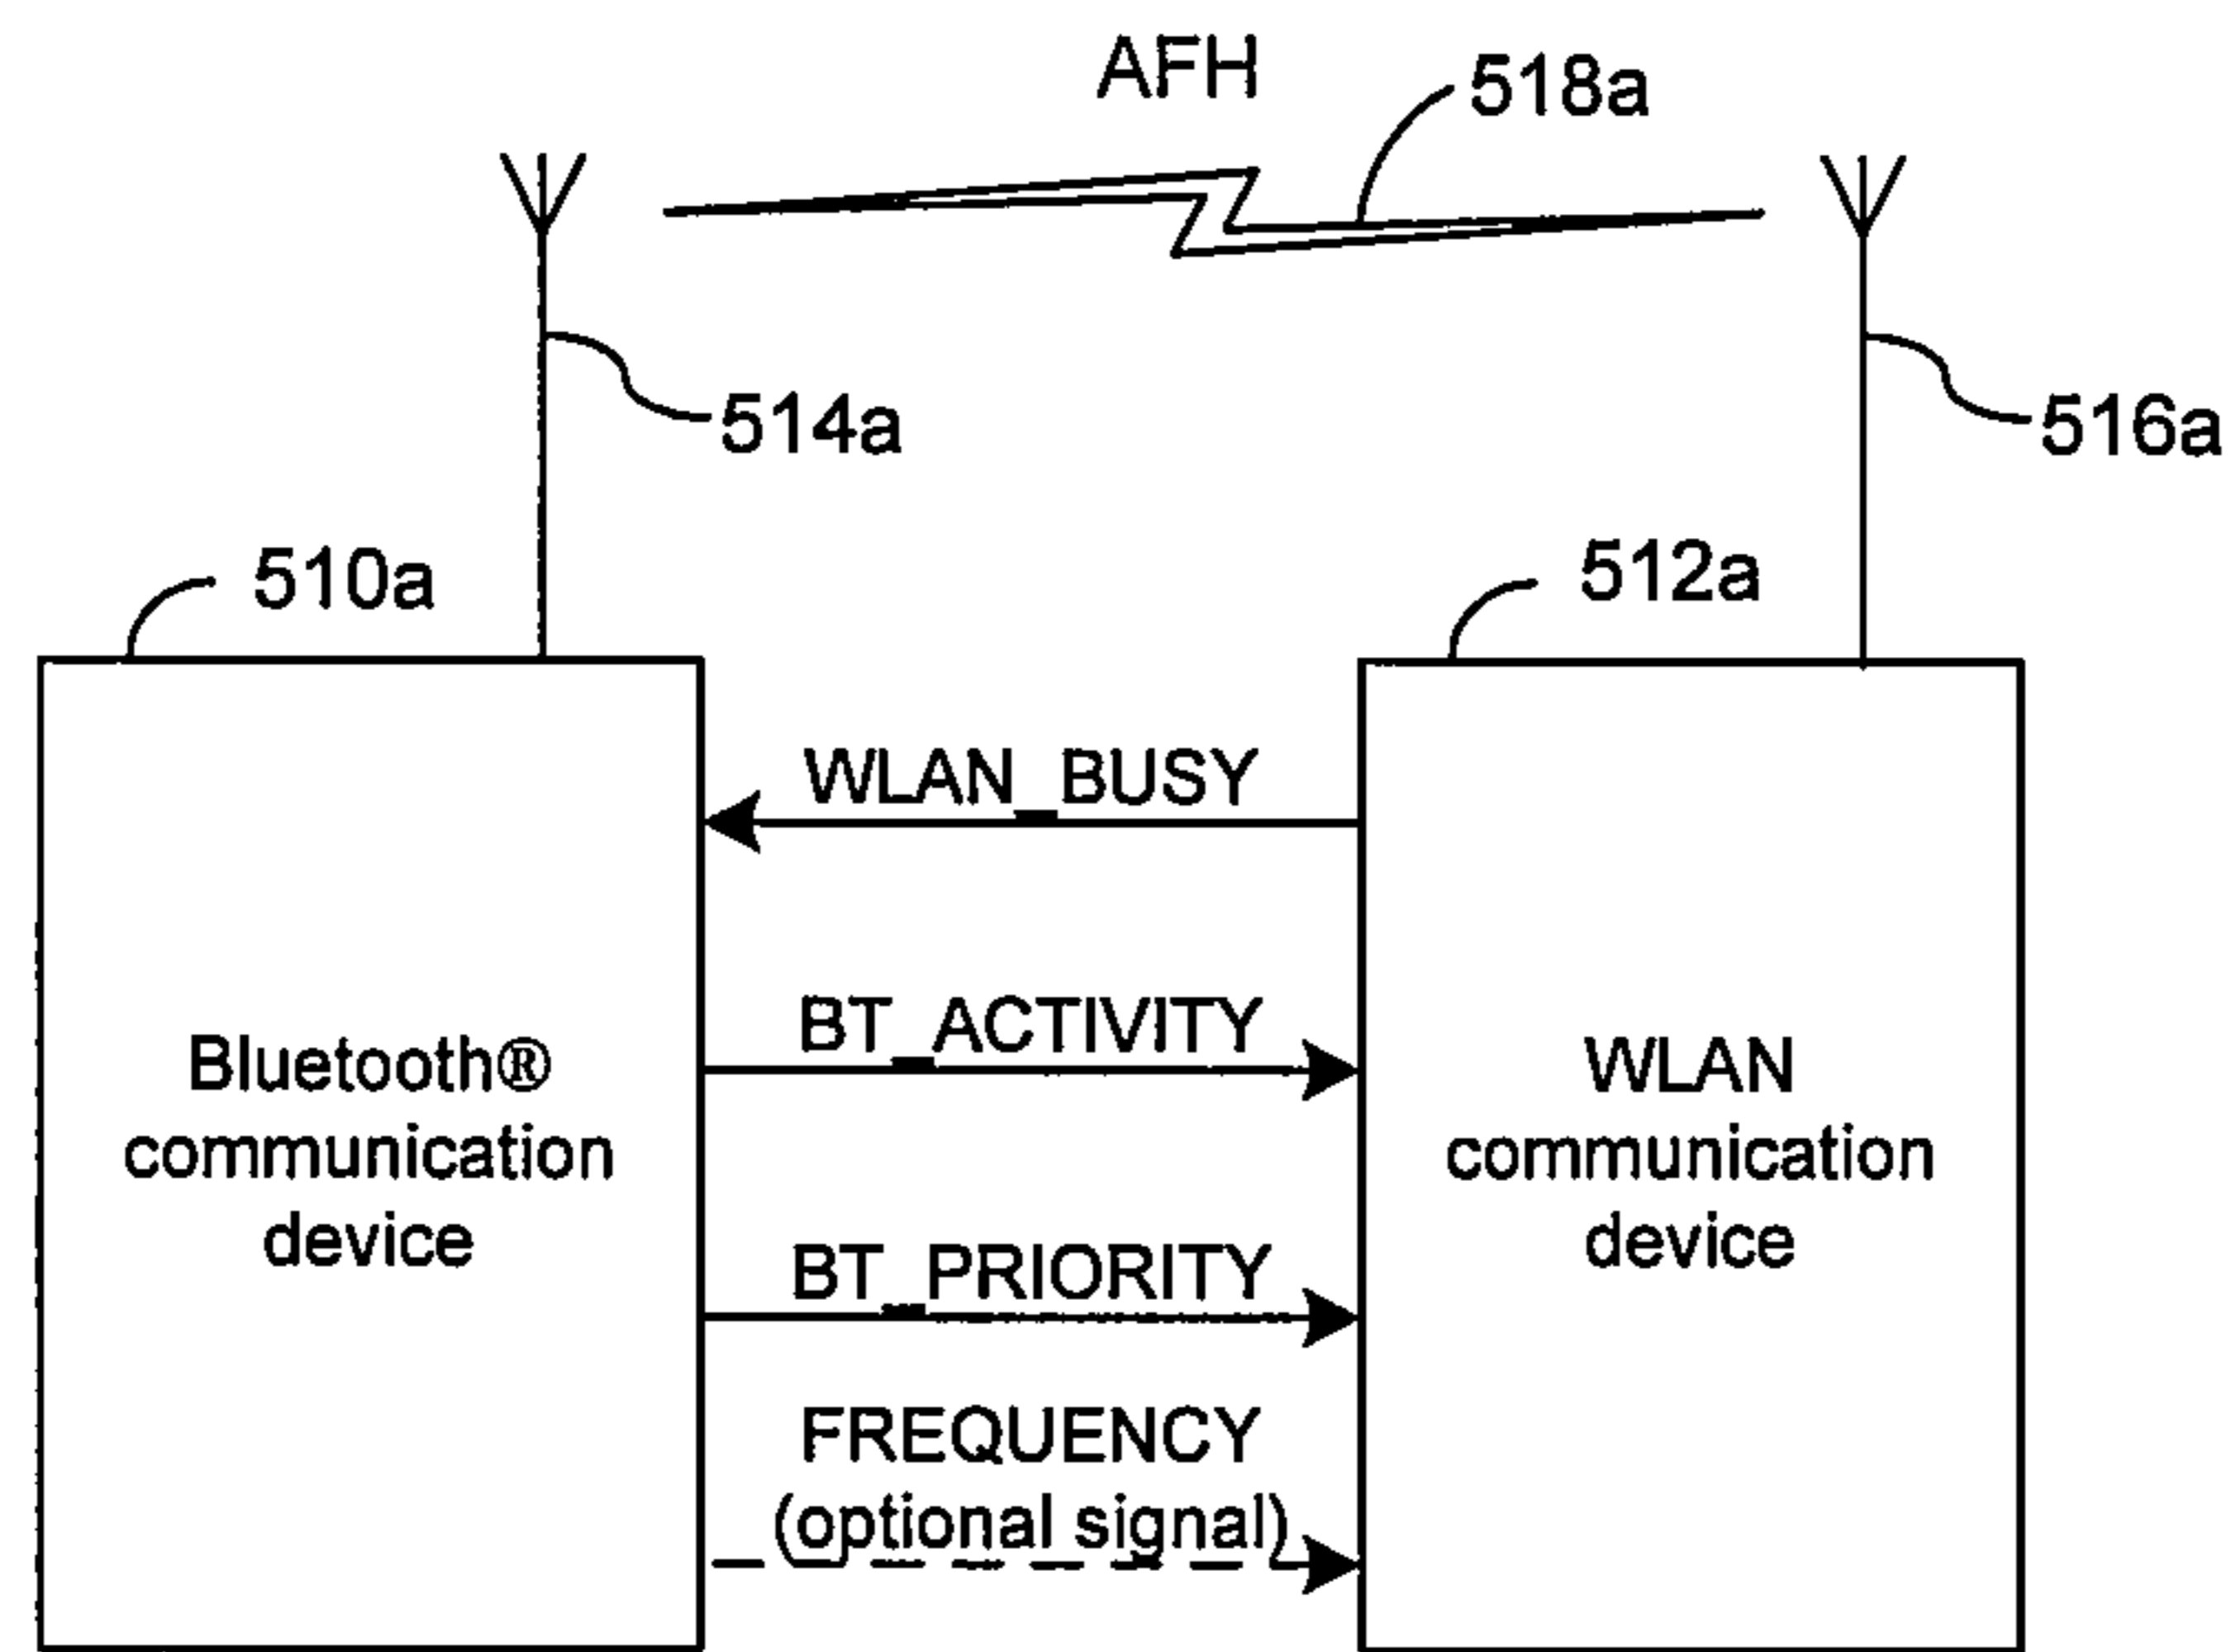 AFH
518a
514a
516a
510a
512a
WLAN_BUSY
BT_ACTIVITY
Bluetooth®
communication
device
WLAN
communication
device
BT_PRIORITY
FREQUENCY
(optional signal)